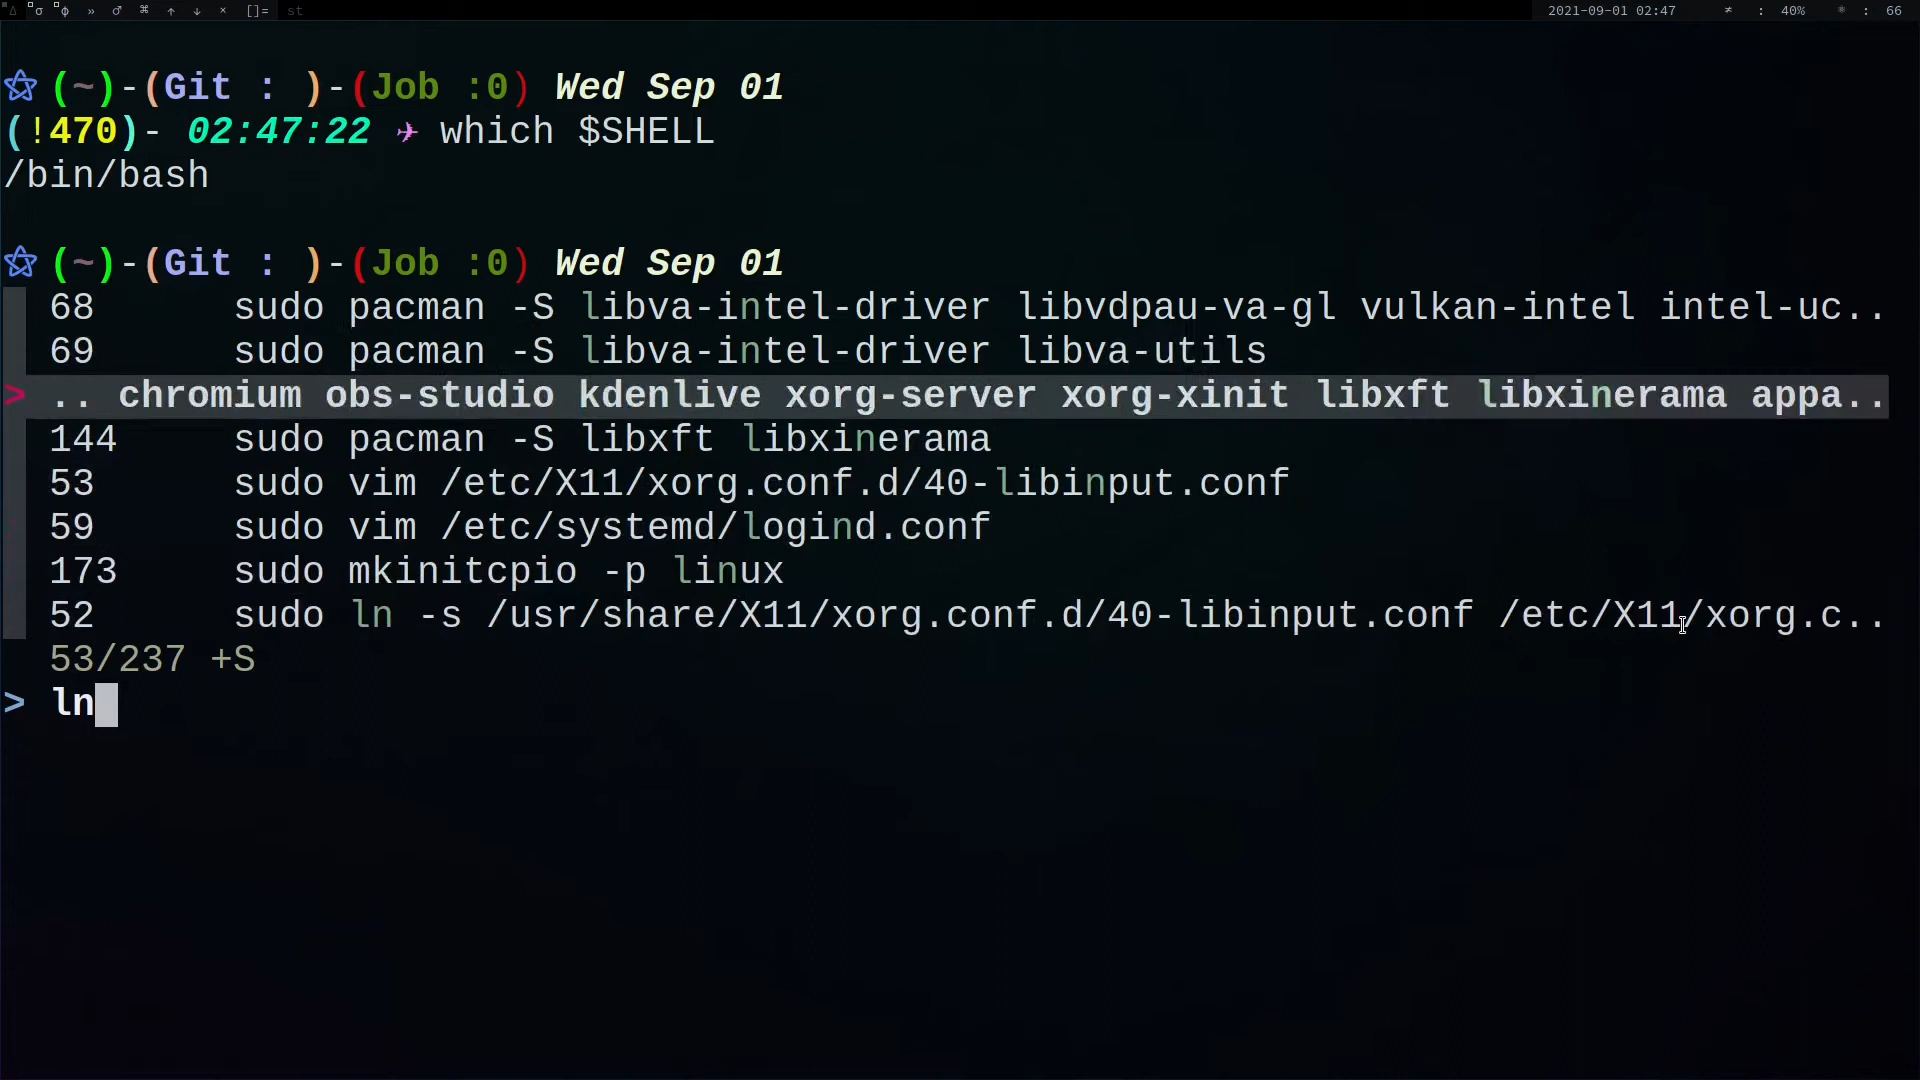 Δ σ ϕ » ♂ ⌘ ↑ ↓ × []= st 2021-09-01 02:47 ≠ : 40% : 66
(~)-(Git : )-(Job :0) Wed Sep 01
(!470)- 02:47:22 ✈ which $SHELL
/bin/bash
(~)-(Git : )-(Job :0) Wed Sep 01
68 sudo pacman -S libva-intel-driver libvdpau-va-gl vulkan-intel intel-uc..
69 sudo pacman -S libva-intel-driver libva-utils
> .. chromium obs-studio kdenlive xorg-server xorg-xinit libxft libxinerama appa..
144 sudo pacman -S libxft libxinerama
53 sudo vim /etc/X11/xorg.conf.d/40-libinput.conf
59 sudo vim /etc/systemd/logind.conf
173 sudo mkinitcpio -p linux
52 sudo ln -s /usr/share/X11/xorg.conf.d/40-libinput.conf /etc/X11/xorg.c..
53/237 +S
> ln